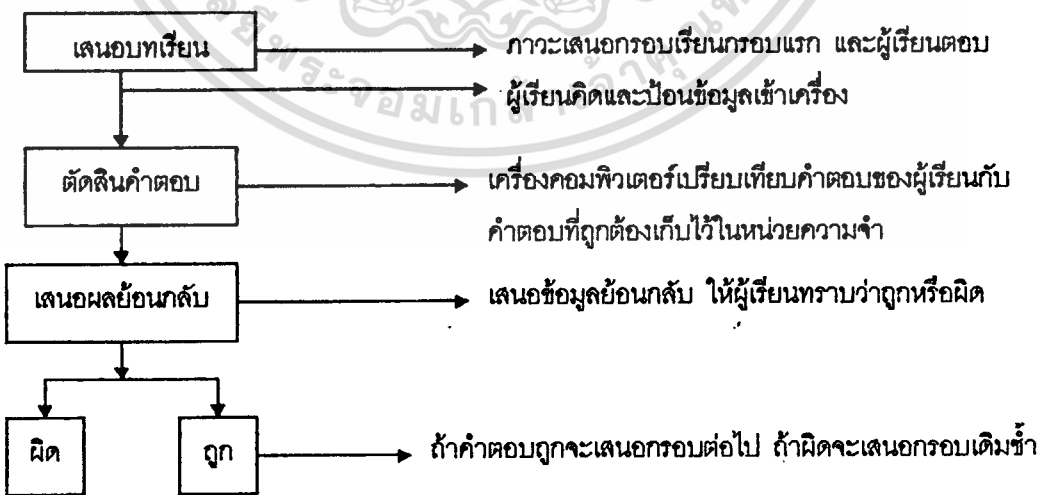 เสนอบทเรียน
ภาวะเสนอกรอบเรียนกรอบแรก และผู้เรียนตอบ
ผู้เรียนคิดและป้อนข้อมูลเข้าเครื่อง
ตัดสินคำตอบ
เครื่องคอมพิวเตอร์เปรียบเทียบคำตอบของผู้เรียนกับ
คำตอบที่ถูกต้องเก็บไว้ในหน่วยความจำ
เสนอผลย้อนกลับ
เสนอข้อมูลย้อนกลับ ให้ผู้เรียนทราบว่าถูกหรือผิด
ผิด
ถูก
ถ้าคำตอบถูกจะเสนอกรอบต่อไป ถ้าผิดจะเสนอกรอบเดิมซ้ำ